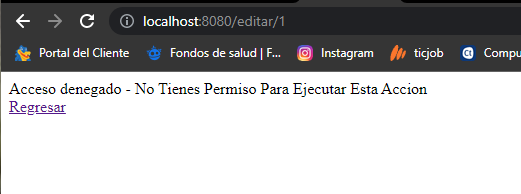 localhost:8080/editar/1
Portal del Cliente Fondos de salud | F... Instagram ticjob Compu
Acceso denegado - No Tienes Permiso Para Ejecutar Esta Accion
Regresar